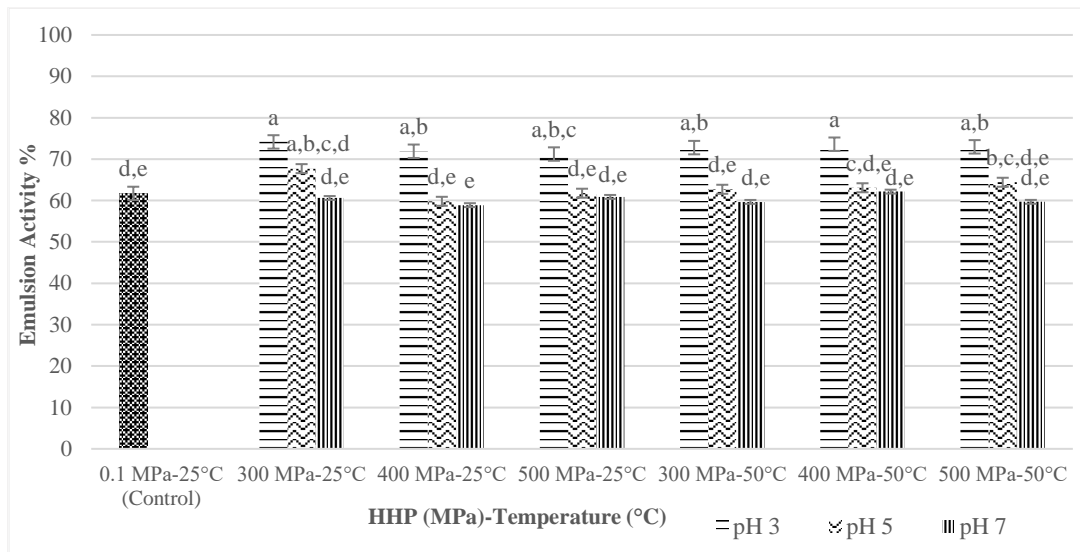 Emulsion Activity %
100
90
80
70
60
50
40
30
20
10
0
d,e
a
a,b,c,d
d,e
a,b
d,e
e
a,b,c
d,e
d,e
a,b
d,e
d,e
a
c,d,e
d,e
a,b
b,c,d,e
d,e
0.1 MPa-25°C
(Control)
300 MPa-25°C
400 MPa-25°C
500 MPa-25°C
300 MPa-50°C
400 MPa-50°C
500 MPa-50°C
HHP (MPa)-Temperature (°C)
pH 3
pH 5
pH 7